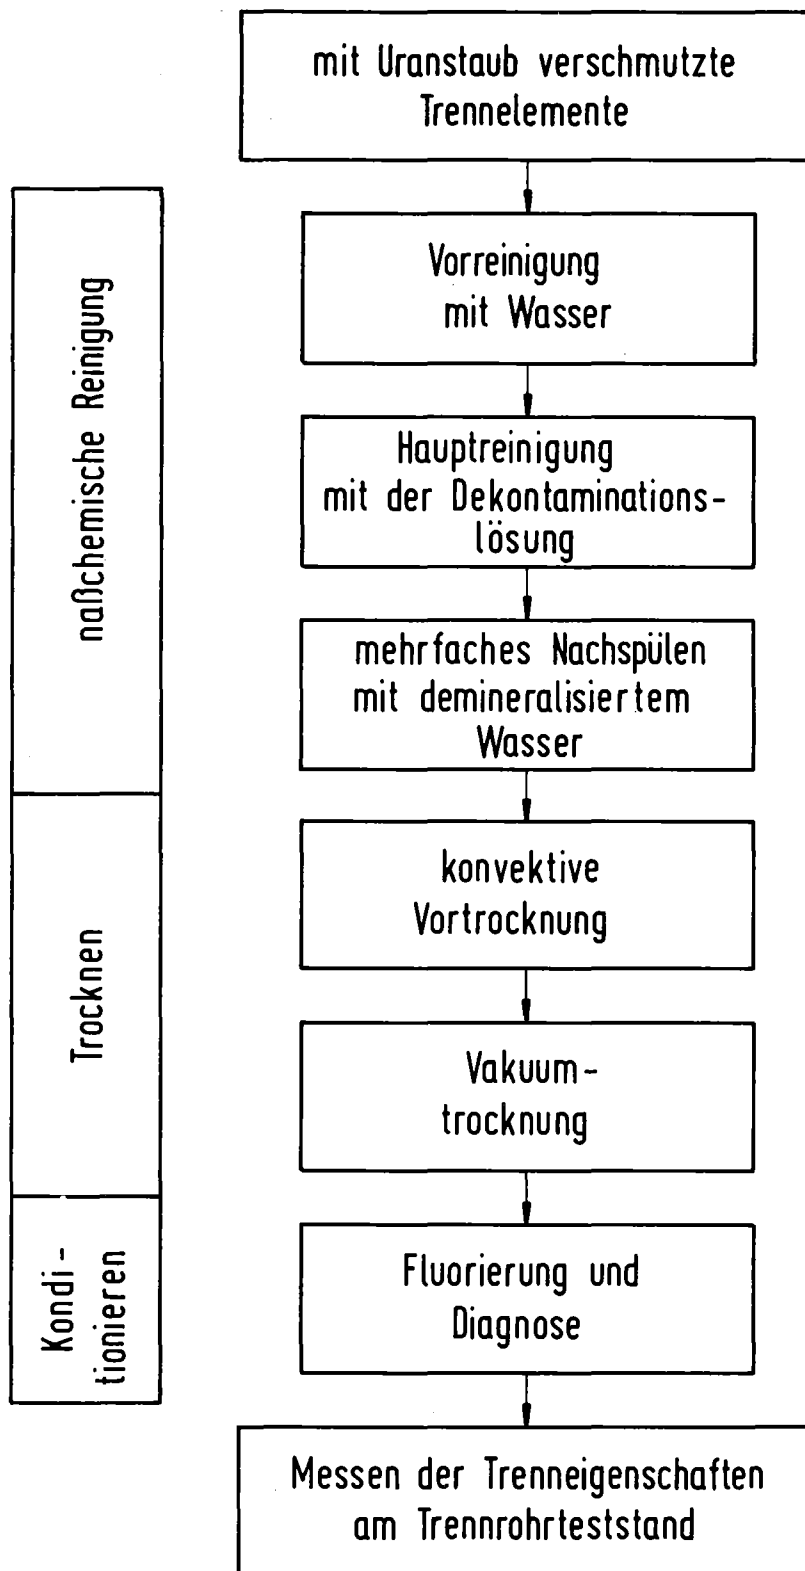 mit Uranstaub verschmutzte
Trennelemente
naßchemische Reinigung
Vorreinigung
mit Wasser
Hauptreinigung
mit der Dekontaminations-
lösung
mehrfaches Nachspülen
mit demineralisiertem
Wasser
Trocknen
konvektive
Vortrocknung
Vakuum-
trocknung
Kondi-
tionieren
Fluorierung und
Diagnose
Messen der Trenneigenschaften
am Trennrohrteststand